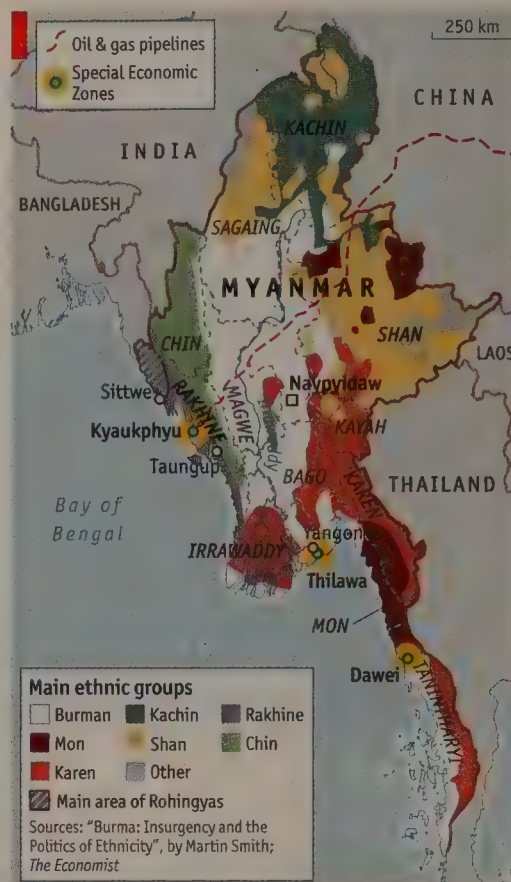 Oil & gas pipelines
Special Economic
Zones
250 km
CHINA
INDIA
KACHIN
BANGLADESH
SAGAING
MYANMAR
SHAN
CHIN
LAOS
Sittwe
RAKHINE
MAGWE
Naypyidaw
Kyaukphyu
KAYAH
Taungup
BAGO
KAREN
THAILAND
Bay of
Bengal
IRRAWADDY
Yangon
Thilawa
MON
Dawei
TANINTHARYI
Main ethnic groups
Burman Kachin Rakhine
Mon Shan Chin
Karen Other
Main area of Rohingyas
Sources: "Burma: Insurgency and the
Politics of Ethnicity", by Martin Smith;
The Economist